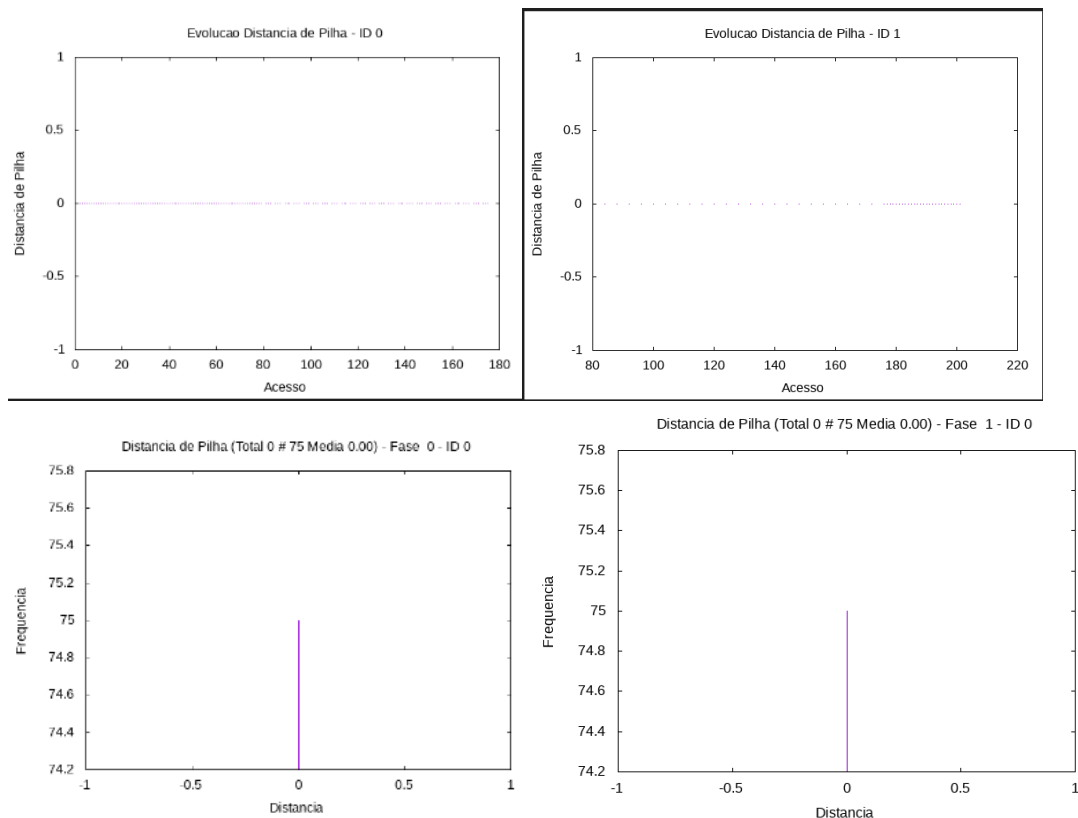 Evolucao Distancia de Pilha - ID 0
1
0.5
0
-0.5
-1
Distancia de Pilha
0 20 40 60 80 100 120 140 160 180
Acesso
Evolucao Distancia de Pilha - ID 1
1
0.5
0
-0.5
-1
Distancia de Pilha
80 100 120 140 160 180 200 220
Acesso
Distancia de Pilha (Total 0 # 75 Media 0.00) - Fase 0 - ID 0
75.8
75.6
75.4
75.2
75
74.8
74.6
74.4
74.2
Frequencia
-1 -0.5 0 0.5 1
Distancia
Distancia de Pilha (Total 0 # 75 Media 0.00) - Fase 1 - ID 0
75.8
75.6
75.4
75.2
75
74.8
74.6
74.4
74.2
Frequencia
-1 -0.5 0 0.5 1
Distancia